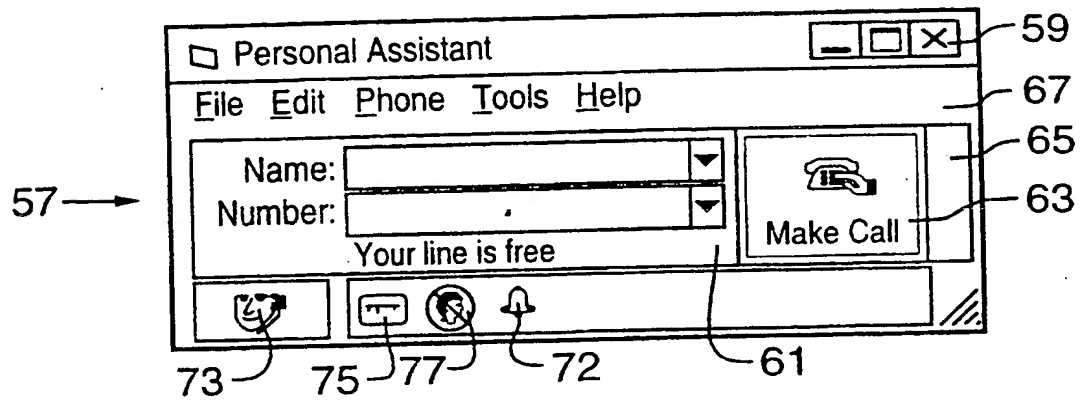 Personal Assistant 59
File Edit Phone Tools Help 67
65
57 Name:
Number: 63
Make Call
Your line is free
73 75 77 72 61